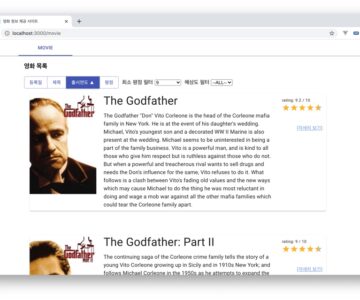 영화 정보 제공 사이트
localhost:3000/movie
MOVIE
영화 목록
등록일 제목 출시연도 ▲ 평점 최소 평점 필터 9 해상도 필터 --ALL--
The Godfather
rating: 9.2 / 10
The Godfather "Don" Vito Corleone is the head of the Corleone mafia
family in New York. He is at the event of his daughter's wedding.
Michael, Vito's youngest son and a decorated WW II Marine is also
present at the wedding. Michael seems to be uninterested in being a
part of the family business. Vito is a powerful man, and is kind to all
those who give him respect but is ruthless against those who do not.
But when a powerful and treacherous rival wants to sell drugs and
needs the Don's influence for the same, Vito refuses to do it. What
follows is a clash between Vito's fading old values and the new ways
which may cause Michael to do the thing he was most reluctant in
doing and wage a mob war against all the other mafia families which
could tear the Corleone family apart.
[자세히 보기]
The Godfather
The Godfather: Part II
rating: 9 / 10
The continuing saga of the Corleone crime family tells the story of a
young Vito Corleone growing up in Sicily and in 1910s New York; and
follows Michael Corleone in the 1950s as he attempts to expand the
[자세히 보기]